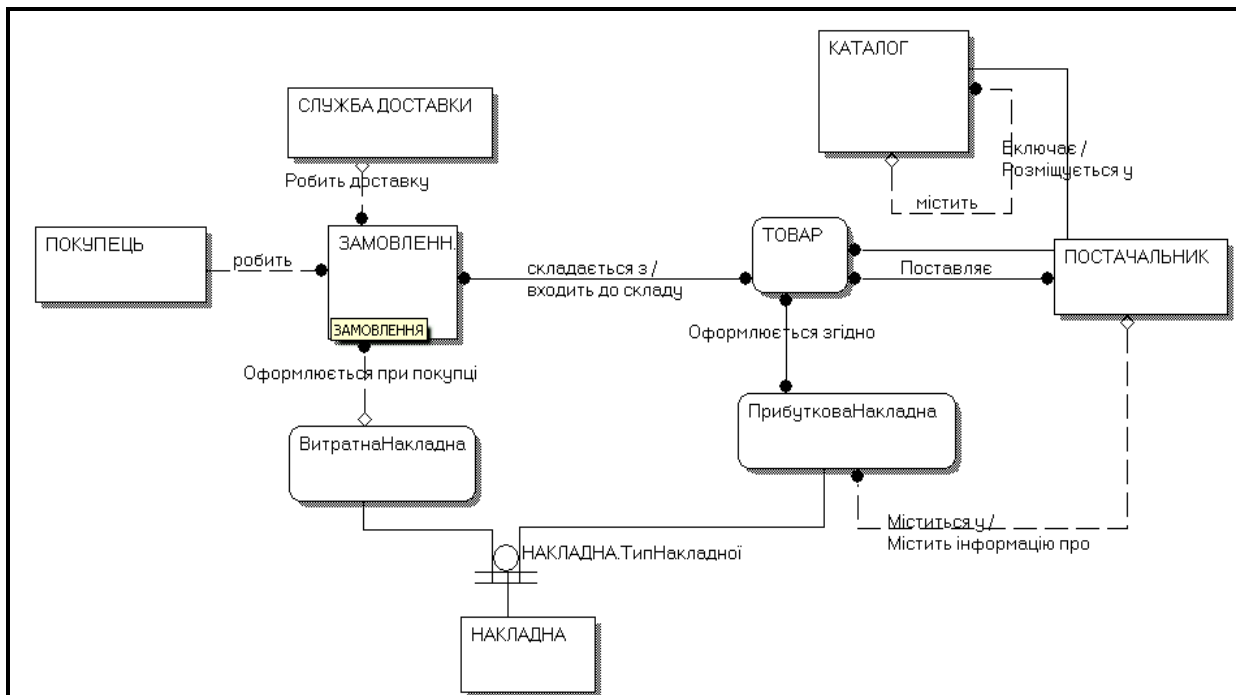 КАТАЛОГ
СЛУЖБА ДОСТАВКИ
Включає /
Розміщується у
Робить доставку
містить
ПОКУПЕЦЬ
ЗАМОВЛЕНН.
ТОВАР
ПОСТАЧАЛЬНИК
робить
складається з /
входить до складу
Поставляє
ЗАМОВЛЕННЯ
Оформлюється згідно
Оформлюється при покупці
ПрибутковаНакладна
ВитратнаНакладна
Міститься у /
Містить інформацію про
НАКЛАДНА.ТипНакладної
НАКЛАДНА